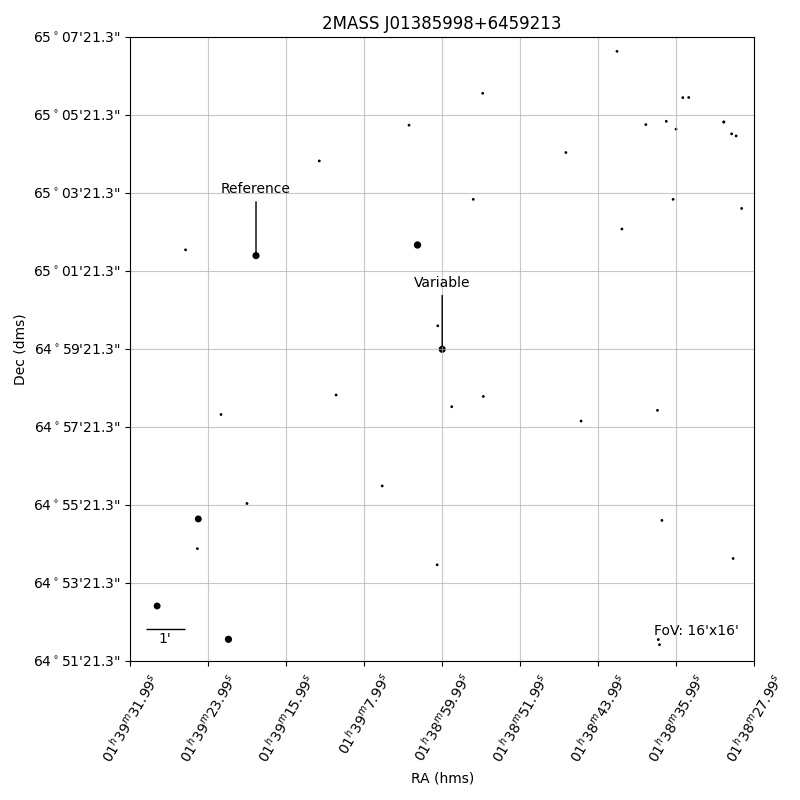 2MASS J01385998+6459213
65°07'21.3"
65°05'21.3"
65°03'21.3"
65°01'21.3"
64°59'21.3"
64°57'21.3"
64°55'21.3"
64°53'21.3"
64°51'21.3"
Dec (dms)
Reference
Variable
1'
FoV: 16'x16'
01ʰ39ᵐ31.99ˢ
01ʰ39ᵐ23.99ˢ
01ʰ39ᵐ15.99ˢ
01ʰ39ᵐ7.99ˢ
01ʰ38ᵐ59.99ˢ
01ʰ38ᵐ51.99ˢ
01ʰ38ᵐ43.99ˢ
01ʰ38ᵐ35.99ˢ
01ʰ38ᵐ27.99ˢ
RA (hms)